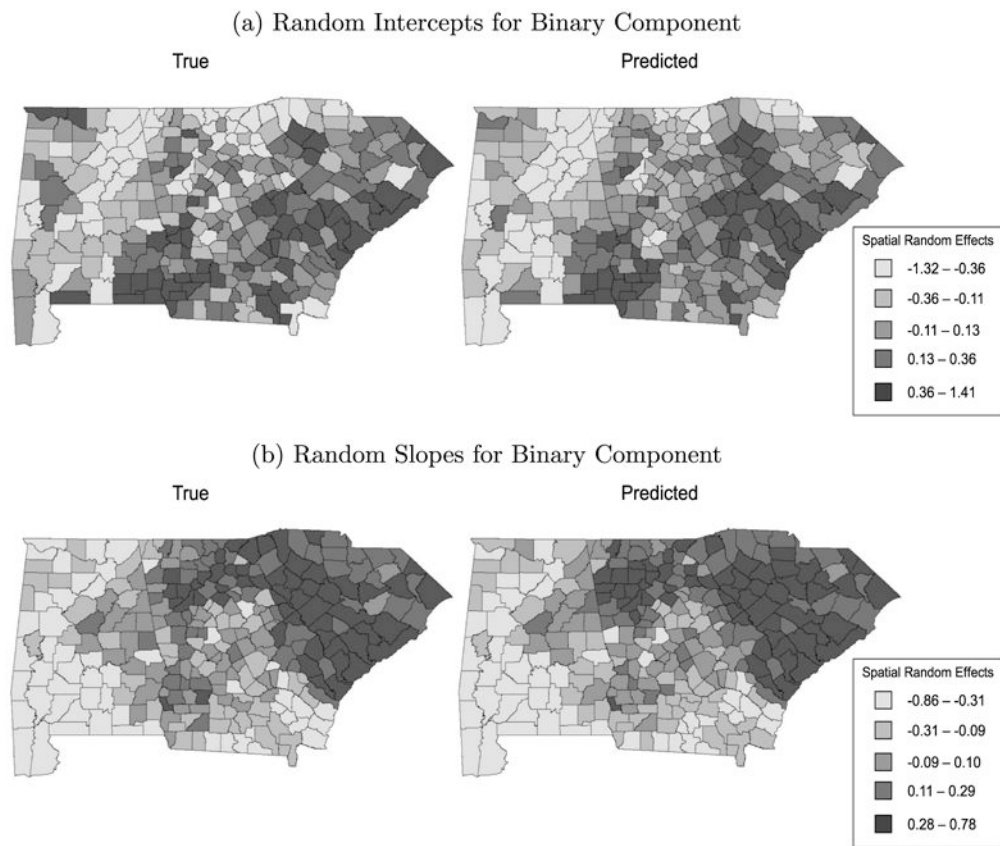 (a) Random Intercepts for Binary Component
True
Predicted
Spatial Random Effects
-1.32 – -0.36
-0.36 – -0.11
-0.11 – 0.13
0.13 – 0.36
0.36 – 1.41
(b) Random Slopes for Binary Component
True
Predicted
Spatial Random Effects
-0.86 – -0.31
-0.31 – -0.09
-0.09 – 0.10
0.11 – 0.29
0.28 – 0.78